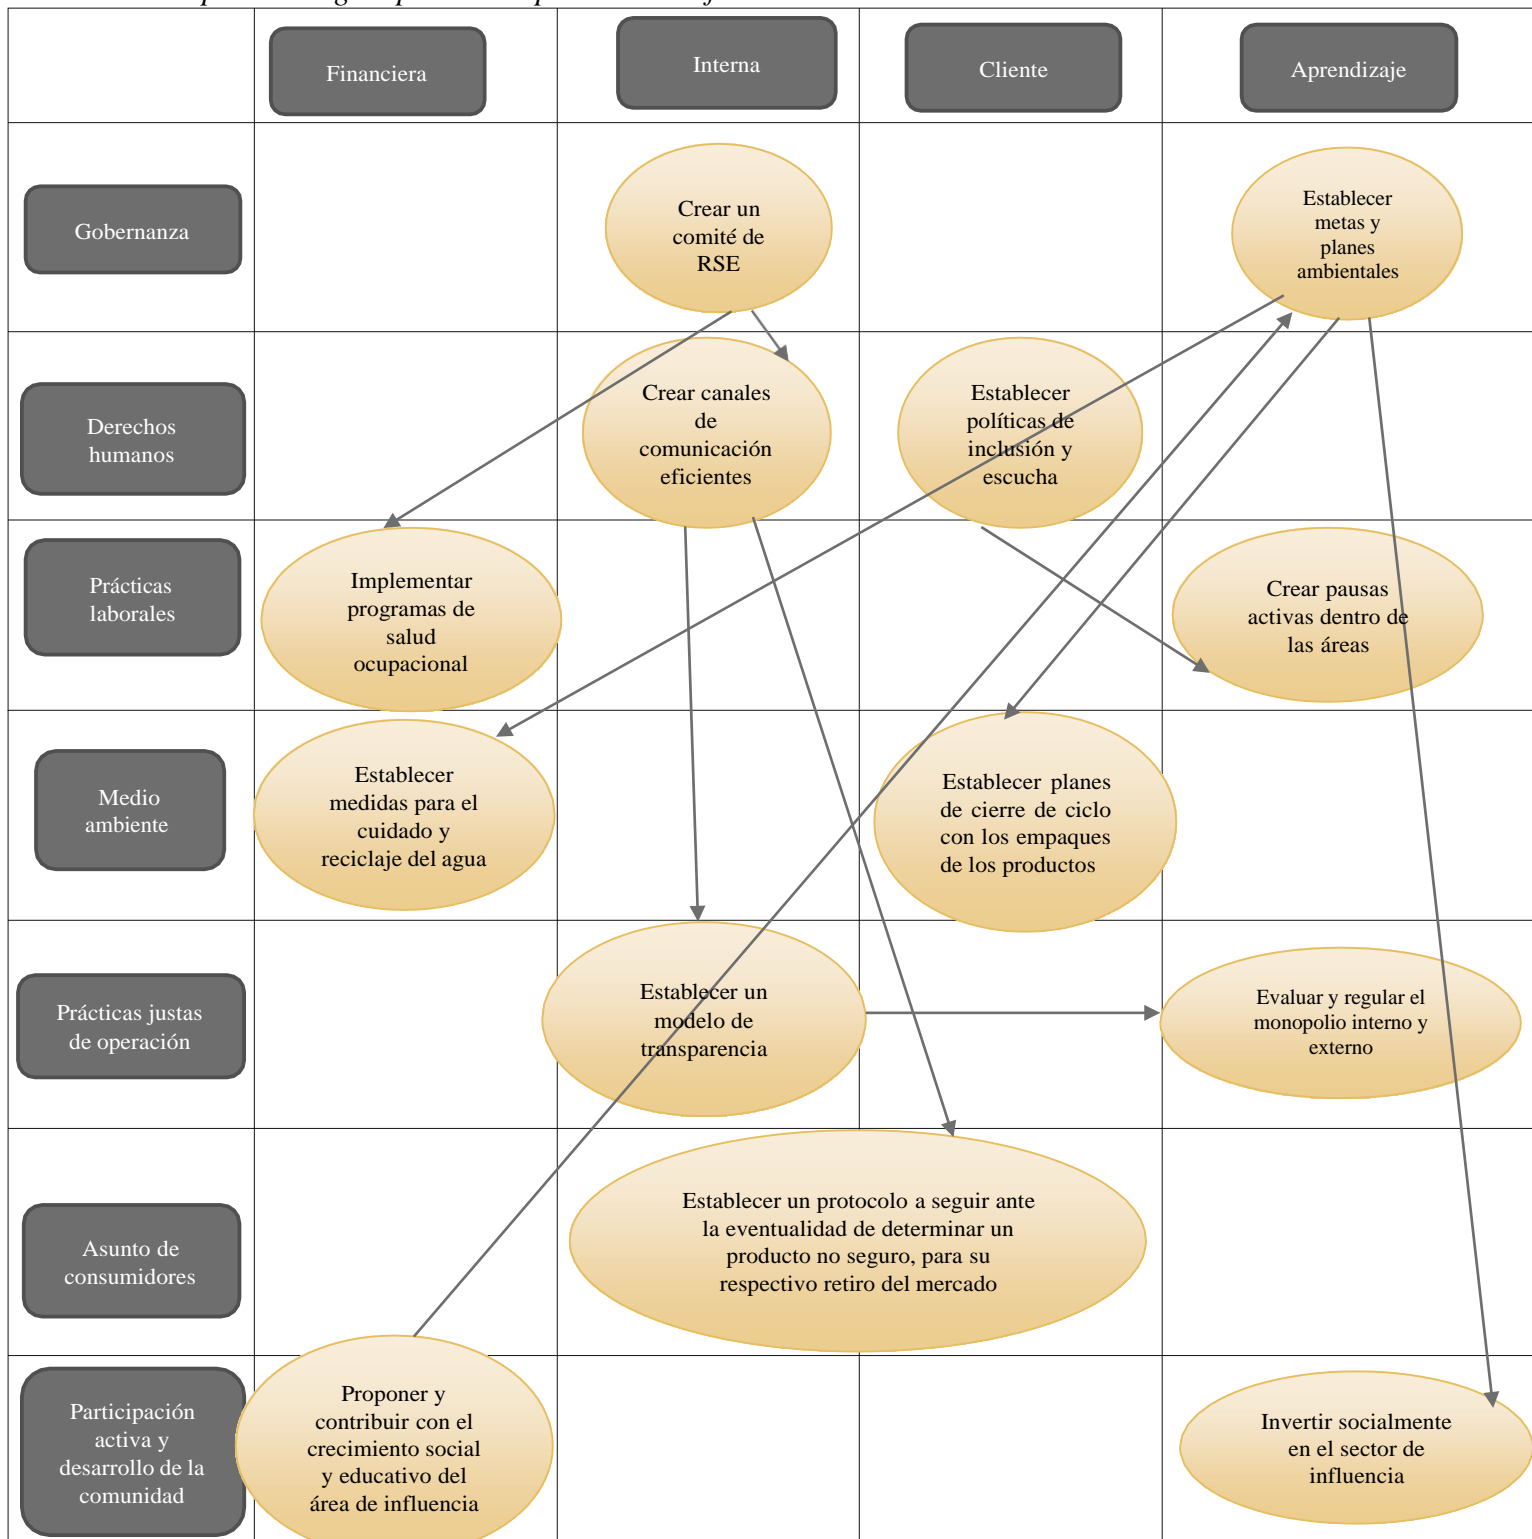 Financiera
Interna
Cliente
Aprendizaje
Gobernanza
Crear un
comité de
RSE
Establecer
metas y
planes
ambientales
Derechos
humanos
Crear canales
de
comunicación
eficientes
Establecer
políticas de
inclusión y
escucha
Prácticas
laborales
Implementar
programas de
salud
ocupacional
Crear pausas
activas dentro de
las áreas
Medio
ambiente
Establecer
medidas para el
cuidado y
reciclaje del agua
Establecer planes
de cierre de ciclo
con los empaques
de los productos
Prácticas justas
de operación
Establecer un
modelo de
transparencia
Evaluar y regular el
monopolio interno y
externo
Asunto de
consumidores
Establecer un protocolo a seguir ante
la eventualidad de determinar un
producto no seguro, para su
respectivo retiro del mercado
Participación
activa y
desarrollo de la
comunidad
Proponer y
contribuir con el
crecimiento social
y educativo del
área de influencia
Invertir socialmente
en el sector de
influencia